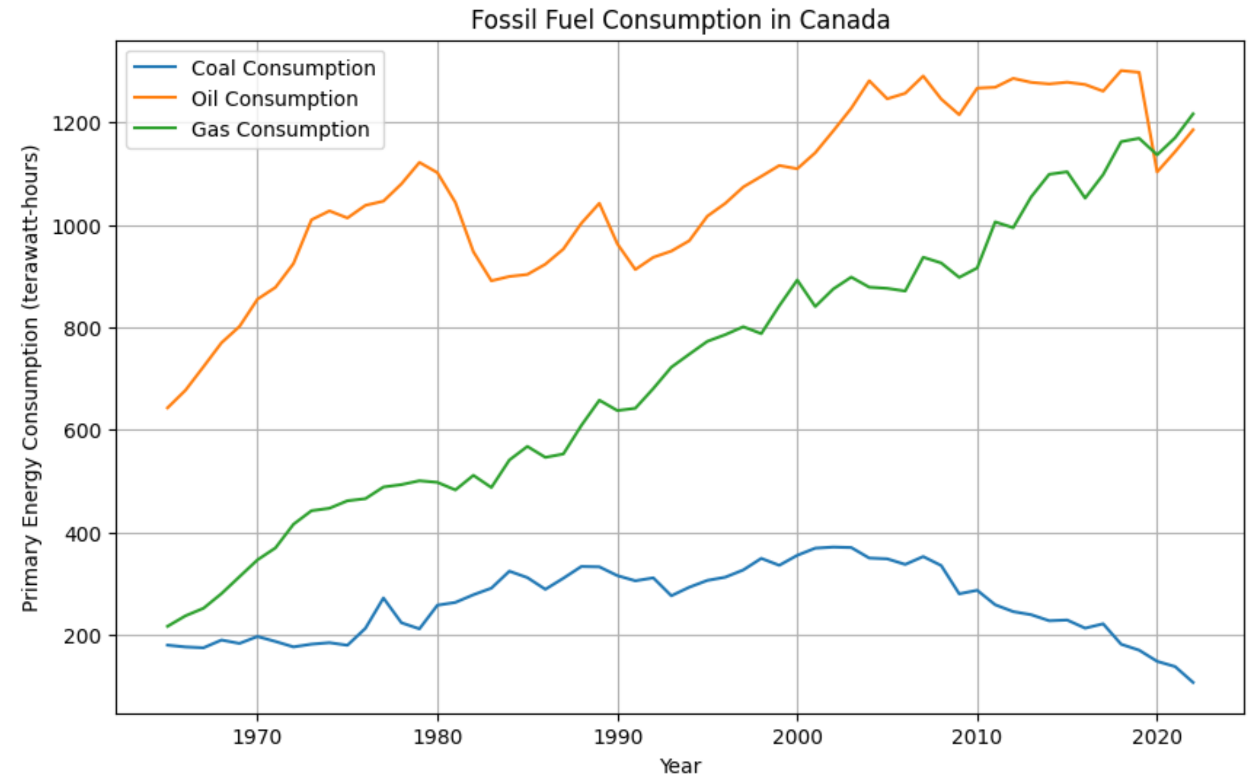 Fossil Fuel Consumption in Canada
Coal Consumption
Oil Consumption
Gas Consumption
Primary Energy Consumption (terawatt-hours)
1200
1000
800
600
400
200
1970 1980 1990 2000 2010 2020
Year